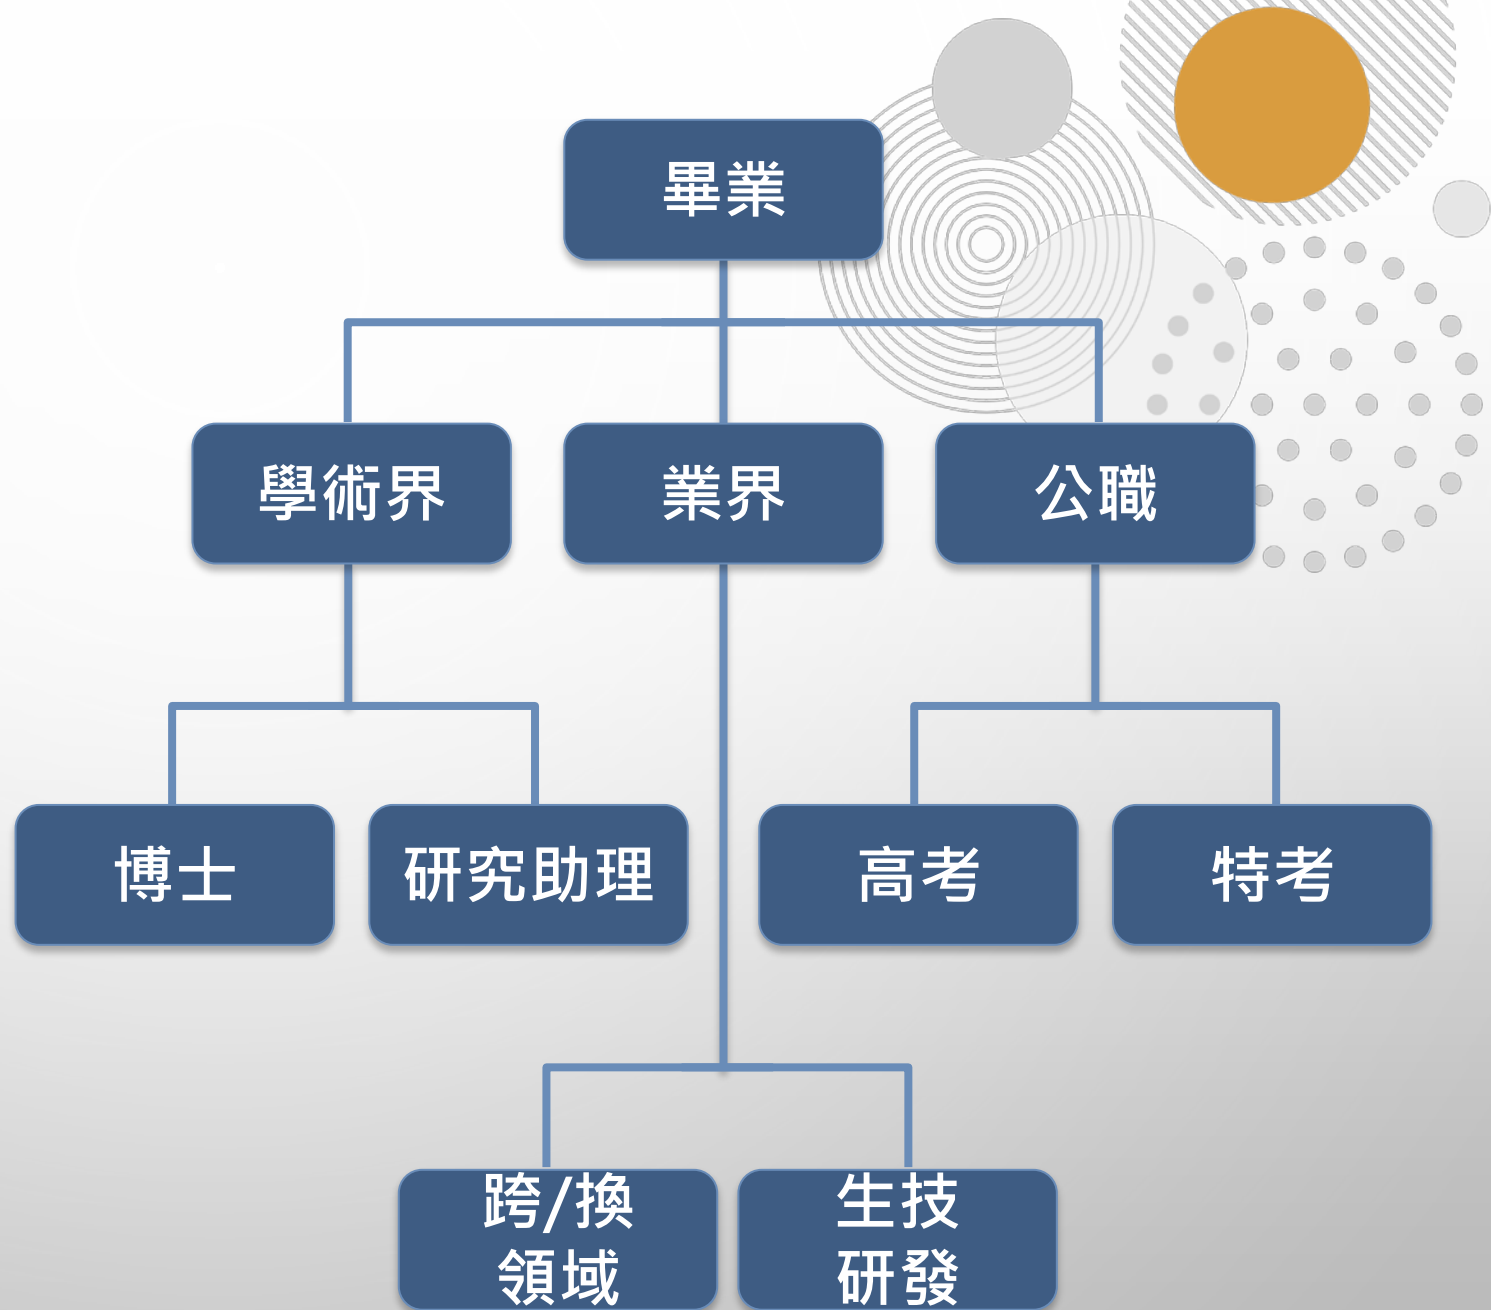 畢業
學術界
業界
公職
博士
研究助理
高考
特考
跨/換
領域
生技
研發